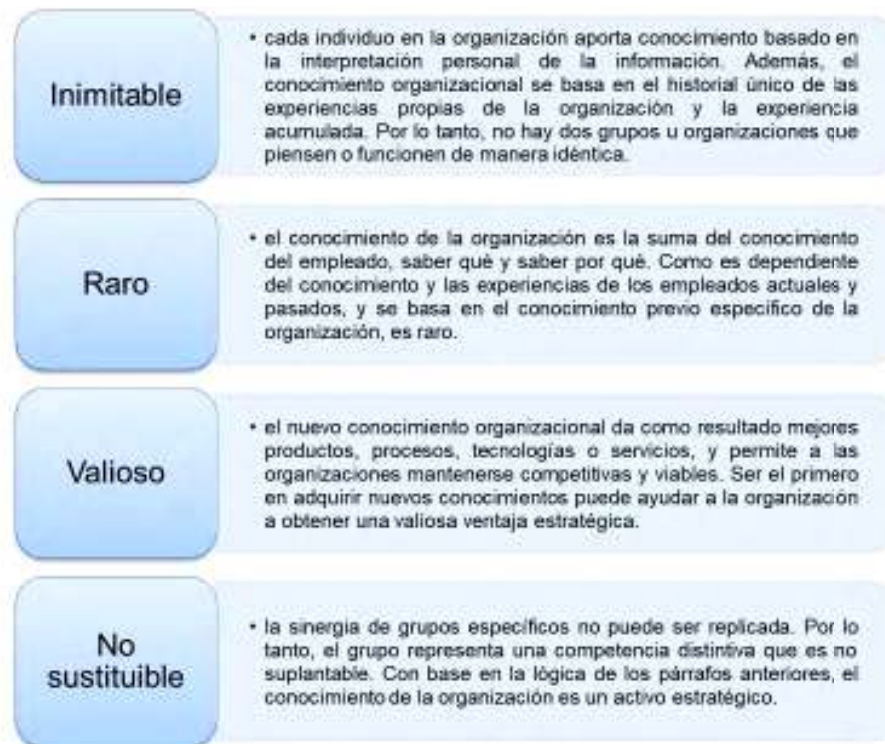 Inimitable
• cada individuo en la organización aporta conocimiento basado en
la interpretación personal de la información. Además, el
conocimiento organizacional se basa en el historial único de las
experiencias propias de la organización y la experiencia
acumulada. Por lo tanto, no hay dos grupos u organizaciones que
piensen o funcionen de manera idéntica.
Raro
• el conocimiento de la organización es la suma del conocimiento
del empleado, saber qué y saber por qué. Como es dependiente
del conocimiento y las experiencias de los empleados actuales y
pasados, y se basa en el conocimiento previo específico de la
organización, es raro.
Valioso
• el nuevo conocimiento organizacional da como resultado mejores
productos, procesos, tecnologías o servicios, y permite a las
organizaciones mantenerse competitivas y viables. Ser el primero
en adquirir nuevos conocimientos puede ayudar a la organización
a obtener una valiosa ventaja estratégica.
No
sustituible
• la sinergia de grupos específicos no puede ser replicada. Por lo
tanto, el grupo representa una competencia distintiva que es no
suplantable. Con base en la lógica de los párrafos anteriores, el
conocimiento de la organización es un activo estratégico.